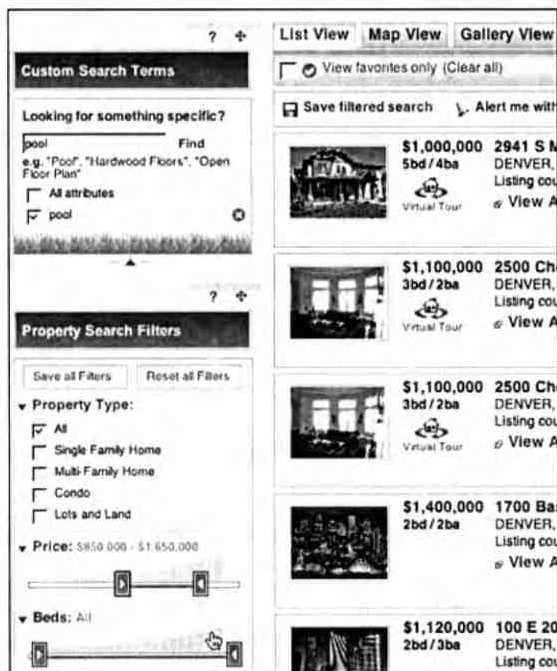 ?
Custom Search Terms
Looking for something specific?
pool Find
e.g. "Pool", "Hardwood Floors", "Open
Floor Plan"
All attributes
pool
?
Property Search Filters
Save all Filters Reset all Filters
Property Type:
All
Single Family Home
Multi-Family Home
Condo
Lots and Land
Price: $850.000 - $1.650.000
Beds: All
List View Map View Gallery View
View favorites only (Clear all)
Save filtered search Alert me with
$1,000,000 2941 S M
5bd / 4ba DENVER,
Listing cou
Virtual Tour View A
$1,100,000 2500 Che
3bd / 2ba DENVER,
Listing cou
Virtual Tour View A
$1,100,000 2500 Che
3bd / 2ba DENVER,
Listing cou
Virtual Tour View A
$1,400,000 1700 Bas
2bd / 2ba DENVER,
Listing cou
View A
$1,120,000 100 E 20
2bd / 3ba DENVER,
Listing cou